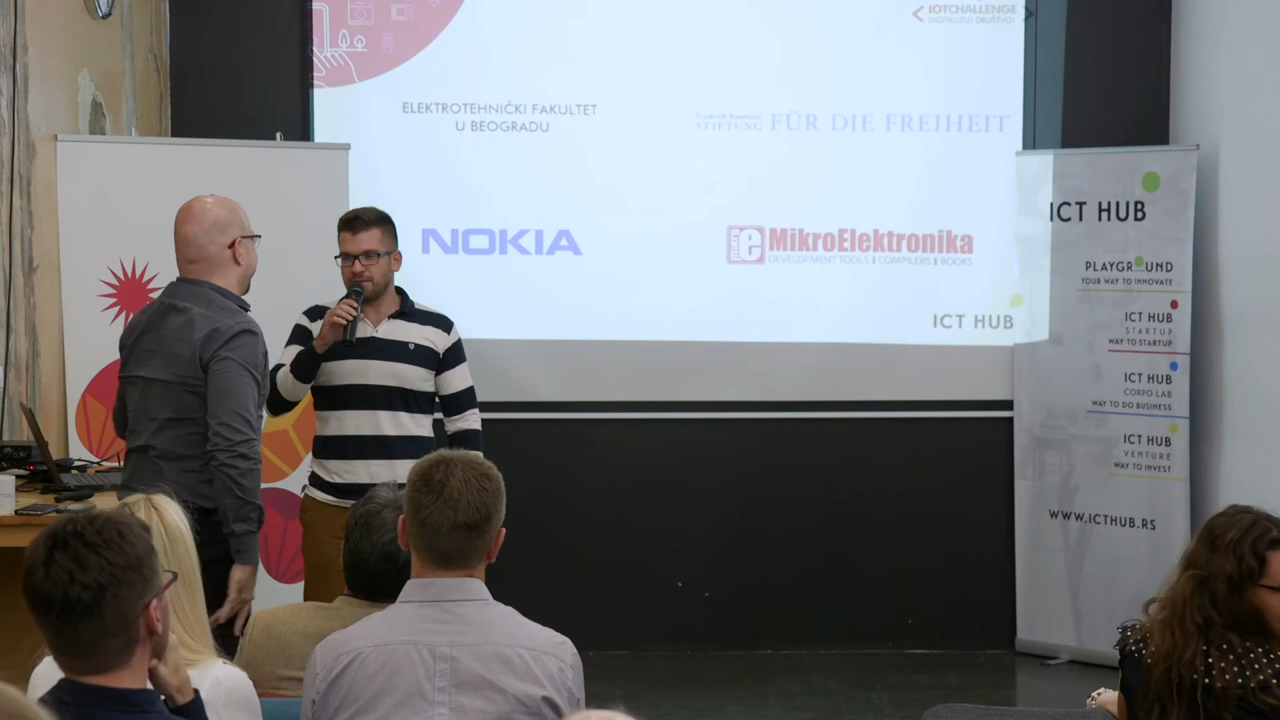 IOTCHALLENGE
DIGITALIZUJ DRUŠTVO!
ELEKTROTEHNIČKI FAKULTET
U BEOGRADU
STIFTUNG FÜR DIE FREIHEIT
NOKIA
mikro e MikroElektronika
DEVELOPMENT TOOLS | COMPILERS | BOOKS
ICT HUB
ICT HUB
PLAYGROUND
YOUR WAY TO INNOVATE
ICT HUB
STARTUP
WAY TO STARTUP
ICT HUB
CORPO LAB
WAY TO DO BUSINESS
ICT HUB
VENTURE
WAY TO INVEST
WWW.ICTHUB.RS